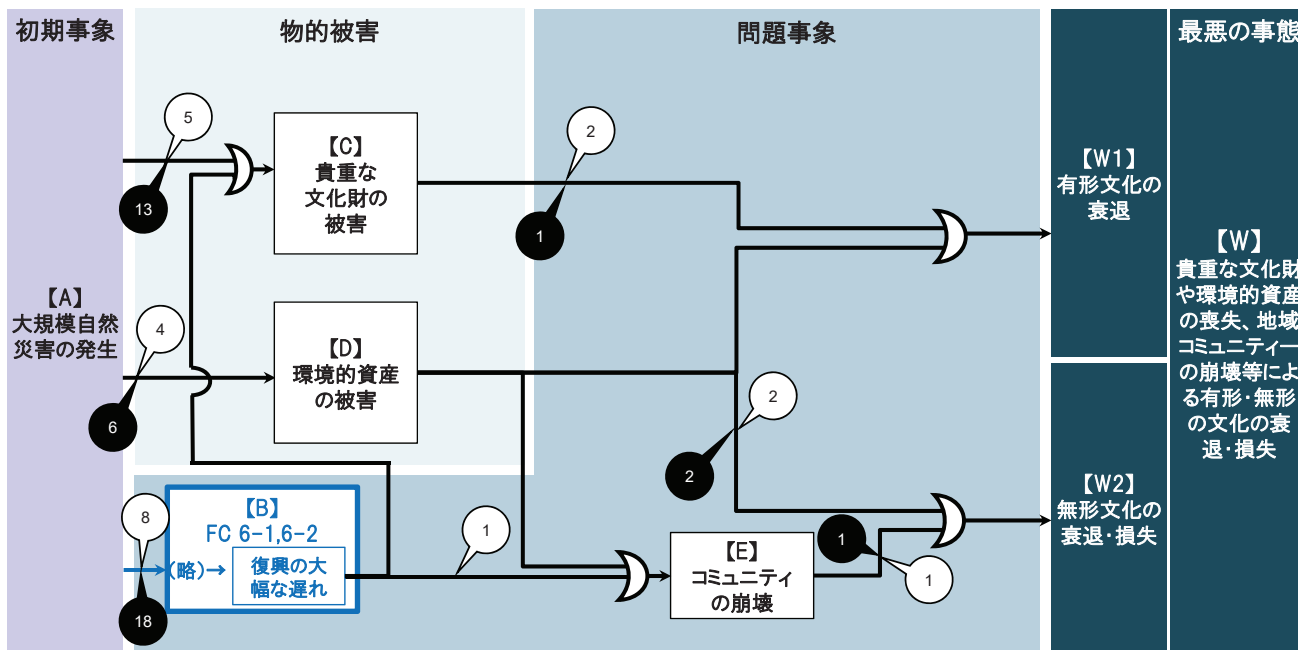 初期事象
物的被害
問題事象
最悪の事態
【A】
大規模自然
災害の発生
5
13
【C】
貴重な
文化財の
被害
2
1
4
6
【D】
環境的資産
の被害
2
2
8
18
【B】
FC 6-1,6-2
(略)→
復興の大
幅な遅れ
1
【E】
コミュニティ
の崩壊
1
1
【W1】
有形文化の
衰退
【W2】
無形文化の
衰退・損失
【W】
貴重な文化財
や環境的資産
の喪失、地域
コミュニティー
の崩壊等によ
る有形・無形
の文化の衰
退・損失